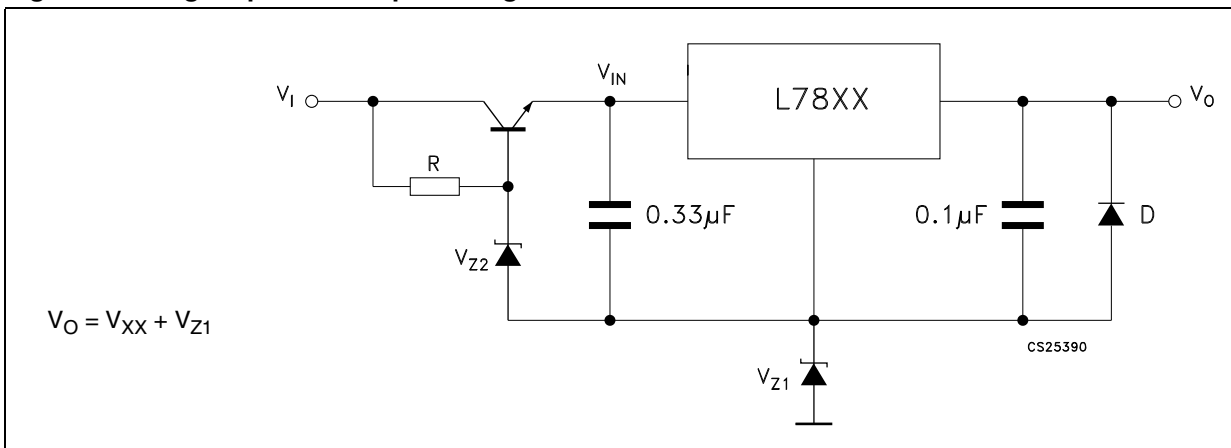 V_I
V_IN
L78XX
V_O
R
0.33μF
0.1μF
D
V_Z2
V_O = V_XX + V_Z1
CS25390
V_Z1